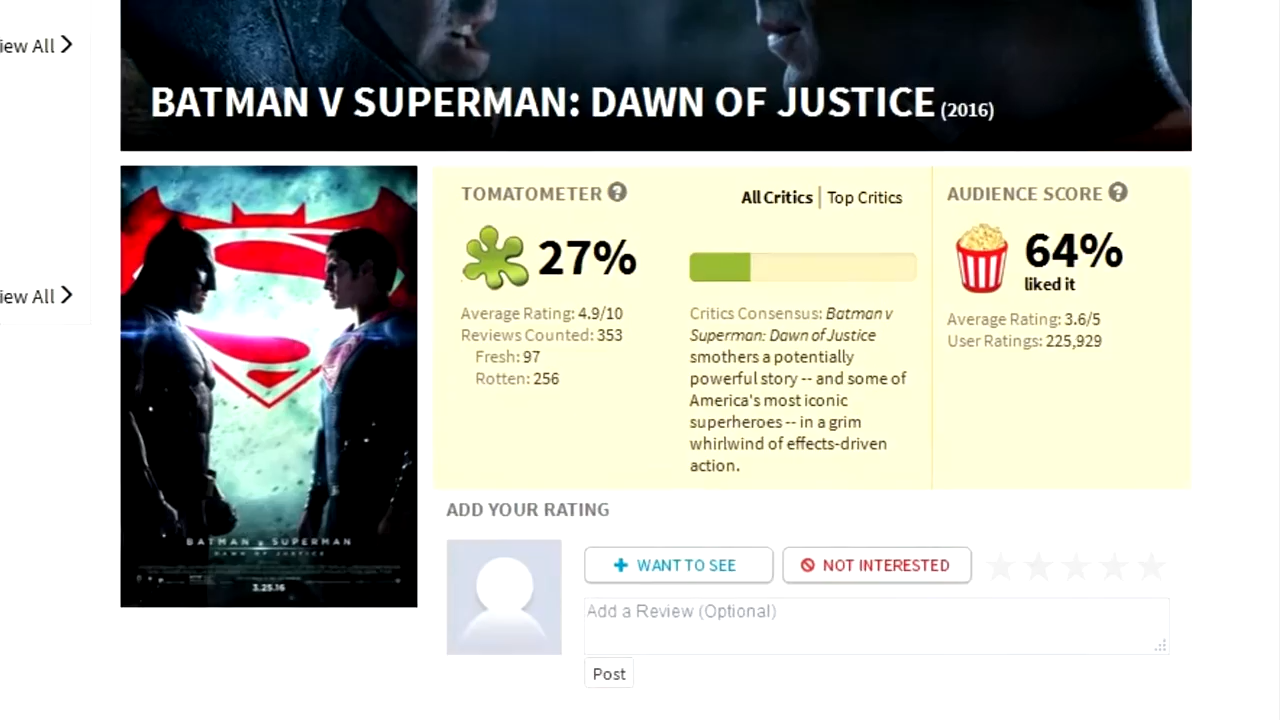 iew All
BATMAN V SUPERMAN: DAWN OF JUSTICE (2016)
iew All
BATMAN v SUPERMAN
DAWN OF JUSTICE
3.25.16
TOMATOMETER ?
All Critics | Top Critics
27%
Average Rating: 4.9/10
Reviews Counted: 353
Fresh: 97
Rotten: 256
Critics Consensus: Batman v
Superman: Dawn of Justice
smothers a potentially
powerful story -- and some of
America's most iconic
superheroes -- in a grim
whirlwind of effects-driven
action.
AUDIENCE SCORE ?
64%
liked it
Average Rating: 3.6/5
User Ratings: 225,929
ADD YOUR RATING
WANT TO SEE
NOT INTERESTED
Add a Review (Optional)
Post